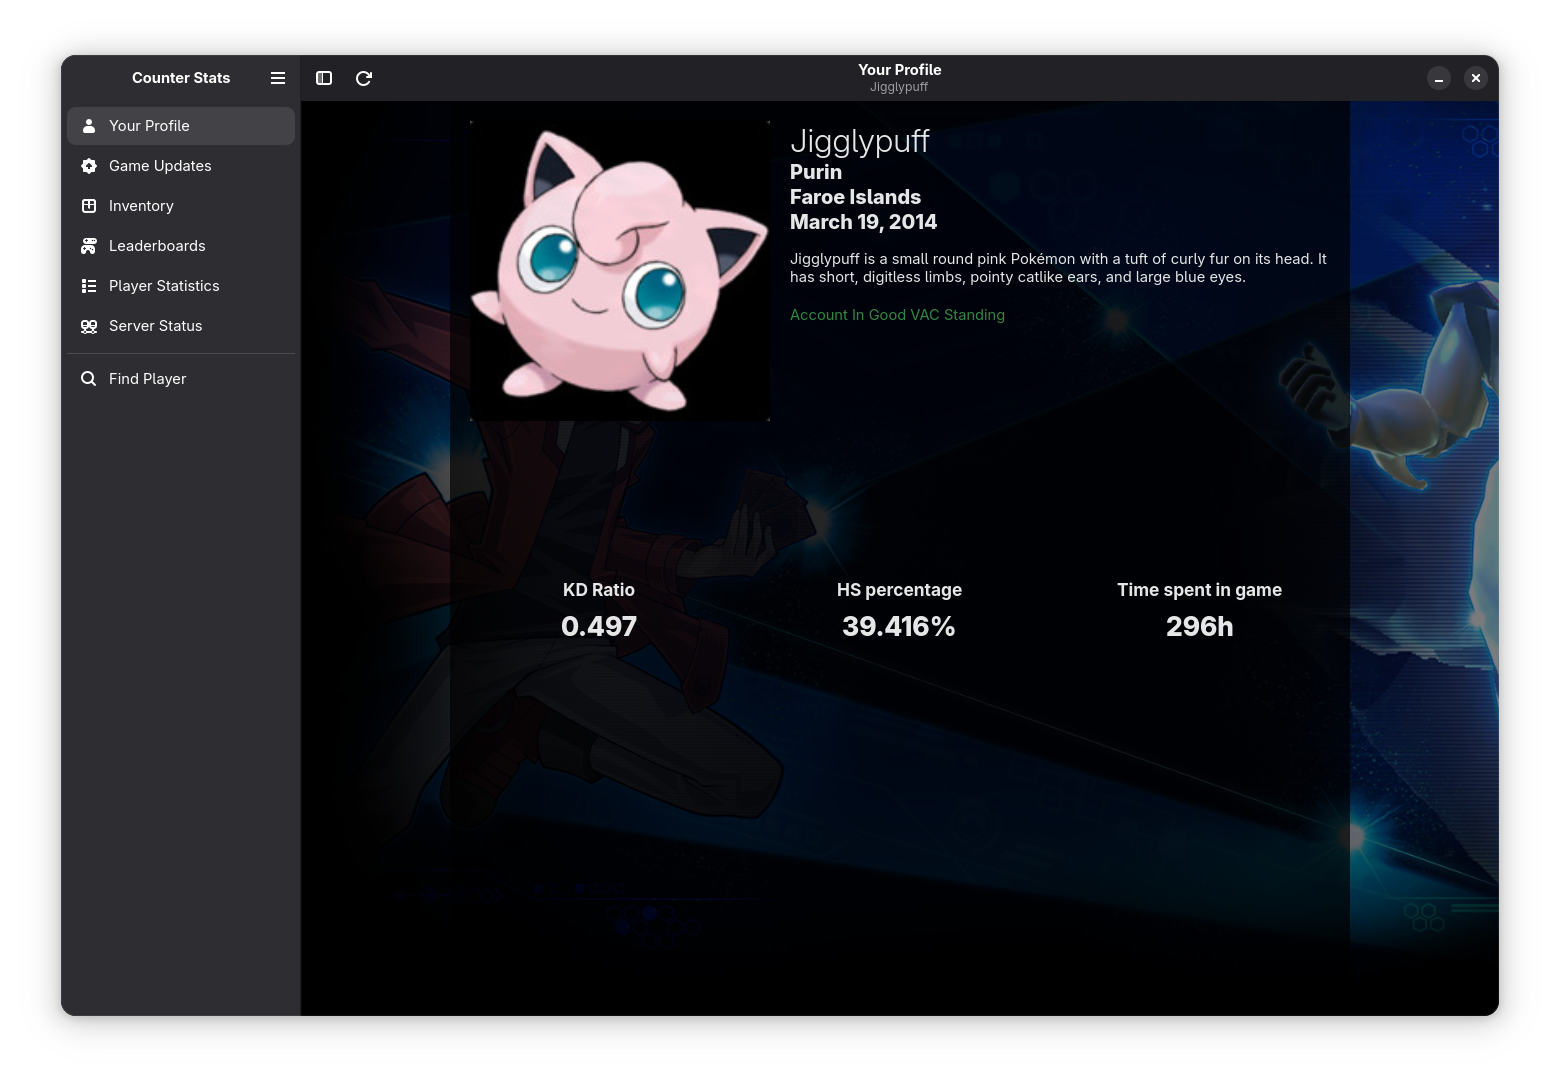 Counter Stats
Your Profile
Jigglypuff
Your Profile
Game Updates
Inventory
Leaderboards
Player Statistics
Server Status
Find Player
Jigglypuff
Purin
Faroe Islands
March 19, 2014
Jigglypuff is a small round pink Pokémon with a tuft of curly fur on its head. It
has short, digitless limbs, pointy catlike ears, and large blue eyes.
Account In Good VAC Standing
KD Ratio
HS percentage
Time spent in game
0.497
39.416%
296h